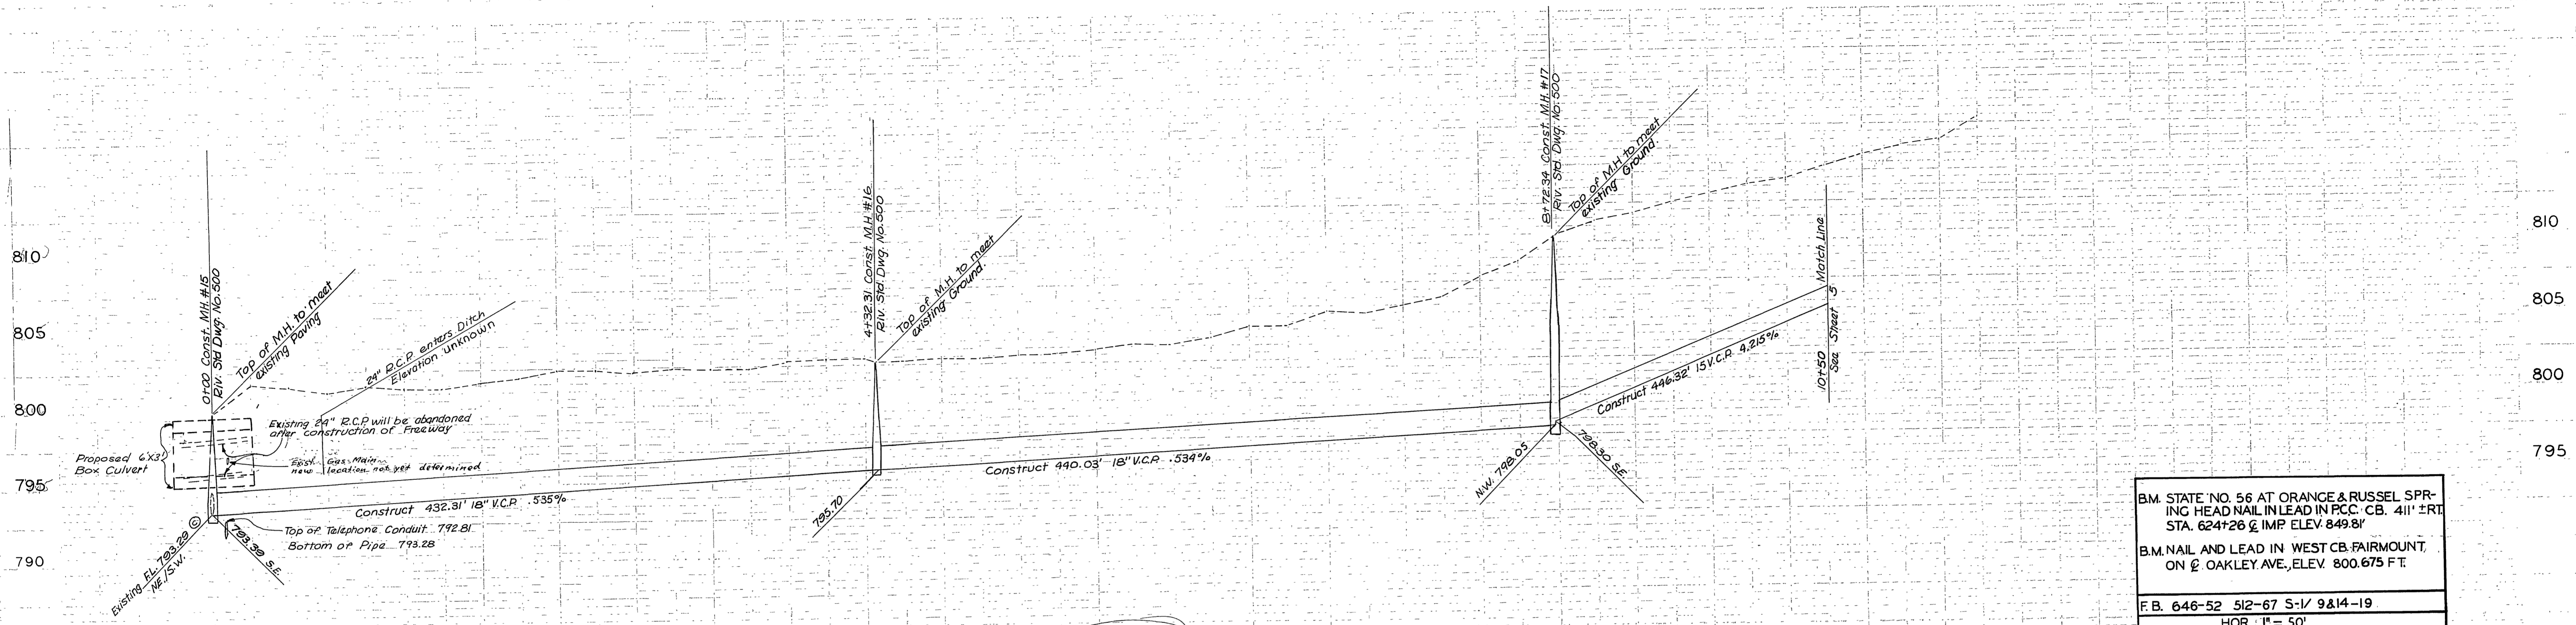 810
805
800
795
790
0+00 Const. M.H. #15
Riv. Std Dwg. No. 500
Top of M.H. to meet
existing Paving
24" R.C.P. enters Ditch
Elevation unknown
Existing 24" R.C.P. will be abandoned
after construction of Freeway
Exist. Gas Main
new location not yet determined
Proposed 6'X3'
Box Culvert
Construct 432.31' 18" V.C.P. .535%
Top of Telephone Conduit 792.81
Bottom of Pipe 793.28
Existing F.L. 793.29 ©
NE./S.W.
793.39 S.E.
4+32.31 Const. M.H. #16
Riv. Std. Dwg. No. 500
Top of M.H. to meet
existing Ground.
795.70
Construct 440.03' 18" V.C.P. .534%
8+72.34 Const. M.H. #17
Riv. Std. Dwg. No. 500
Top of M.H. to meet
existing Ground.
N.W. 798.05
798.30 S.E.
Construct 446.32' 15 V.C.P. 4.215%
Match Line
10+50 See Sheet 5
810
805
800
795
B.M. STATE NO. 56 AT ORANGE & RUSSEL SPR-
ING HEAD NAIL IN LEAD IN P.C.C. CB. 411' ± RT.
STA. 624+26 ℄ IMP. ELEV. 849.81'
B.M. NAIL AND LEAD IN WEST CB. FAIRMOUNT,
ON ℄ OAKLEY AVE., ELEV. 800.675 FT.
F.B. 646-52 512-67 S-1/ 9&14-19
HOR. 1" = 50'